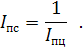 Iпс = 1/Iпц .